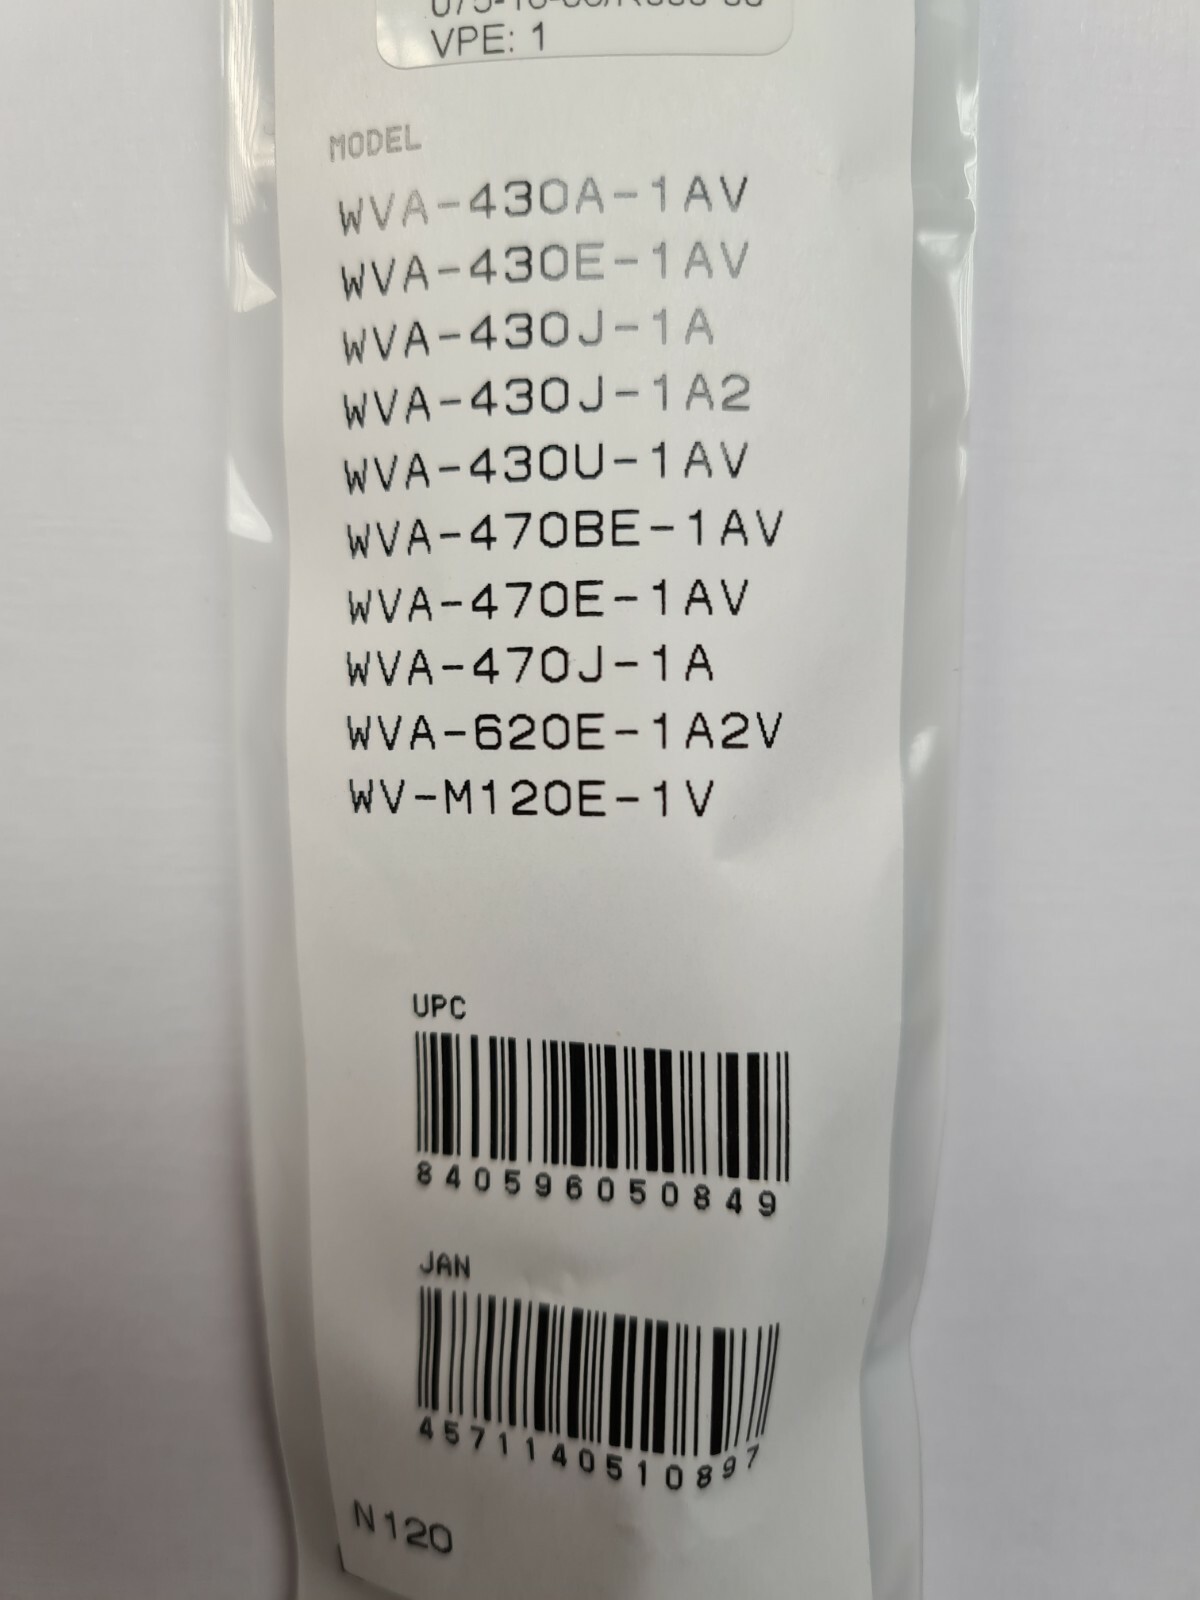 VPE: 1
MODEL
WVA-430A-1AV
WVA-430E-1AV
WVA-430J-1A
WVA-430J-1A2
WVA-430U-1AV
WVA-470BE-1AV
WVA-470E-1AV
WVA-470J-1A
WVA-620E-1A2V
WV-M120E-1V
UPC
840596050849
JAN
4571140510897
N120